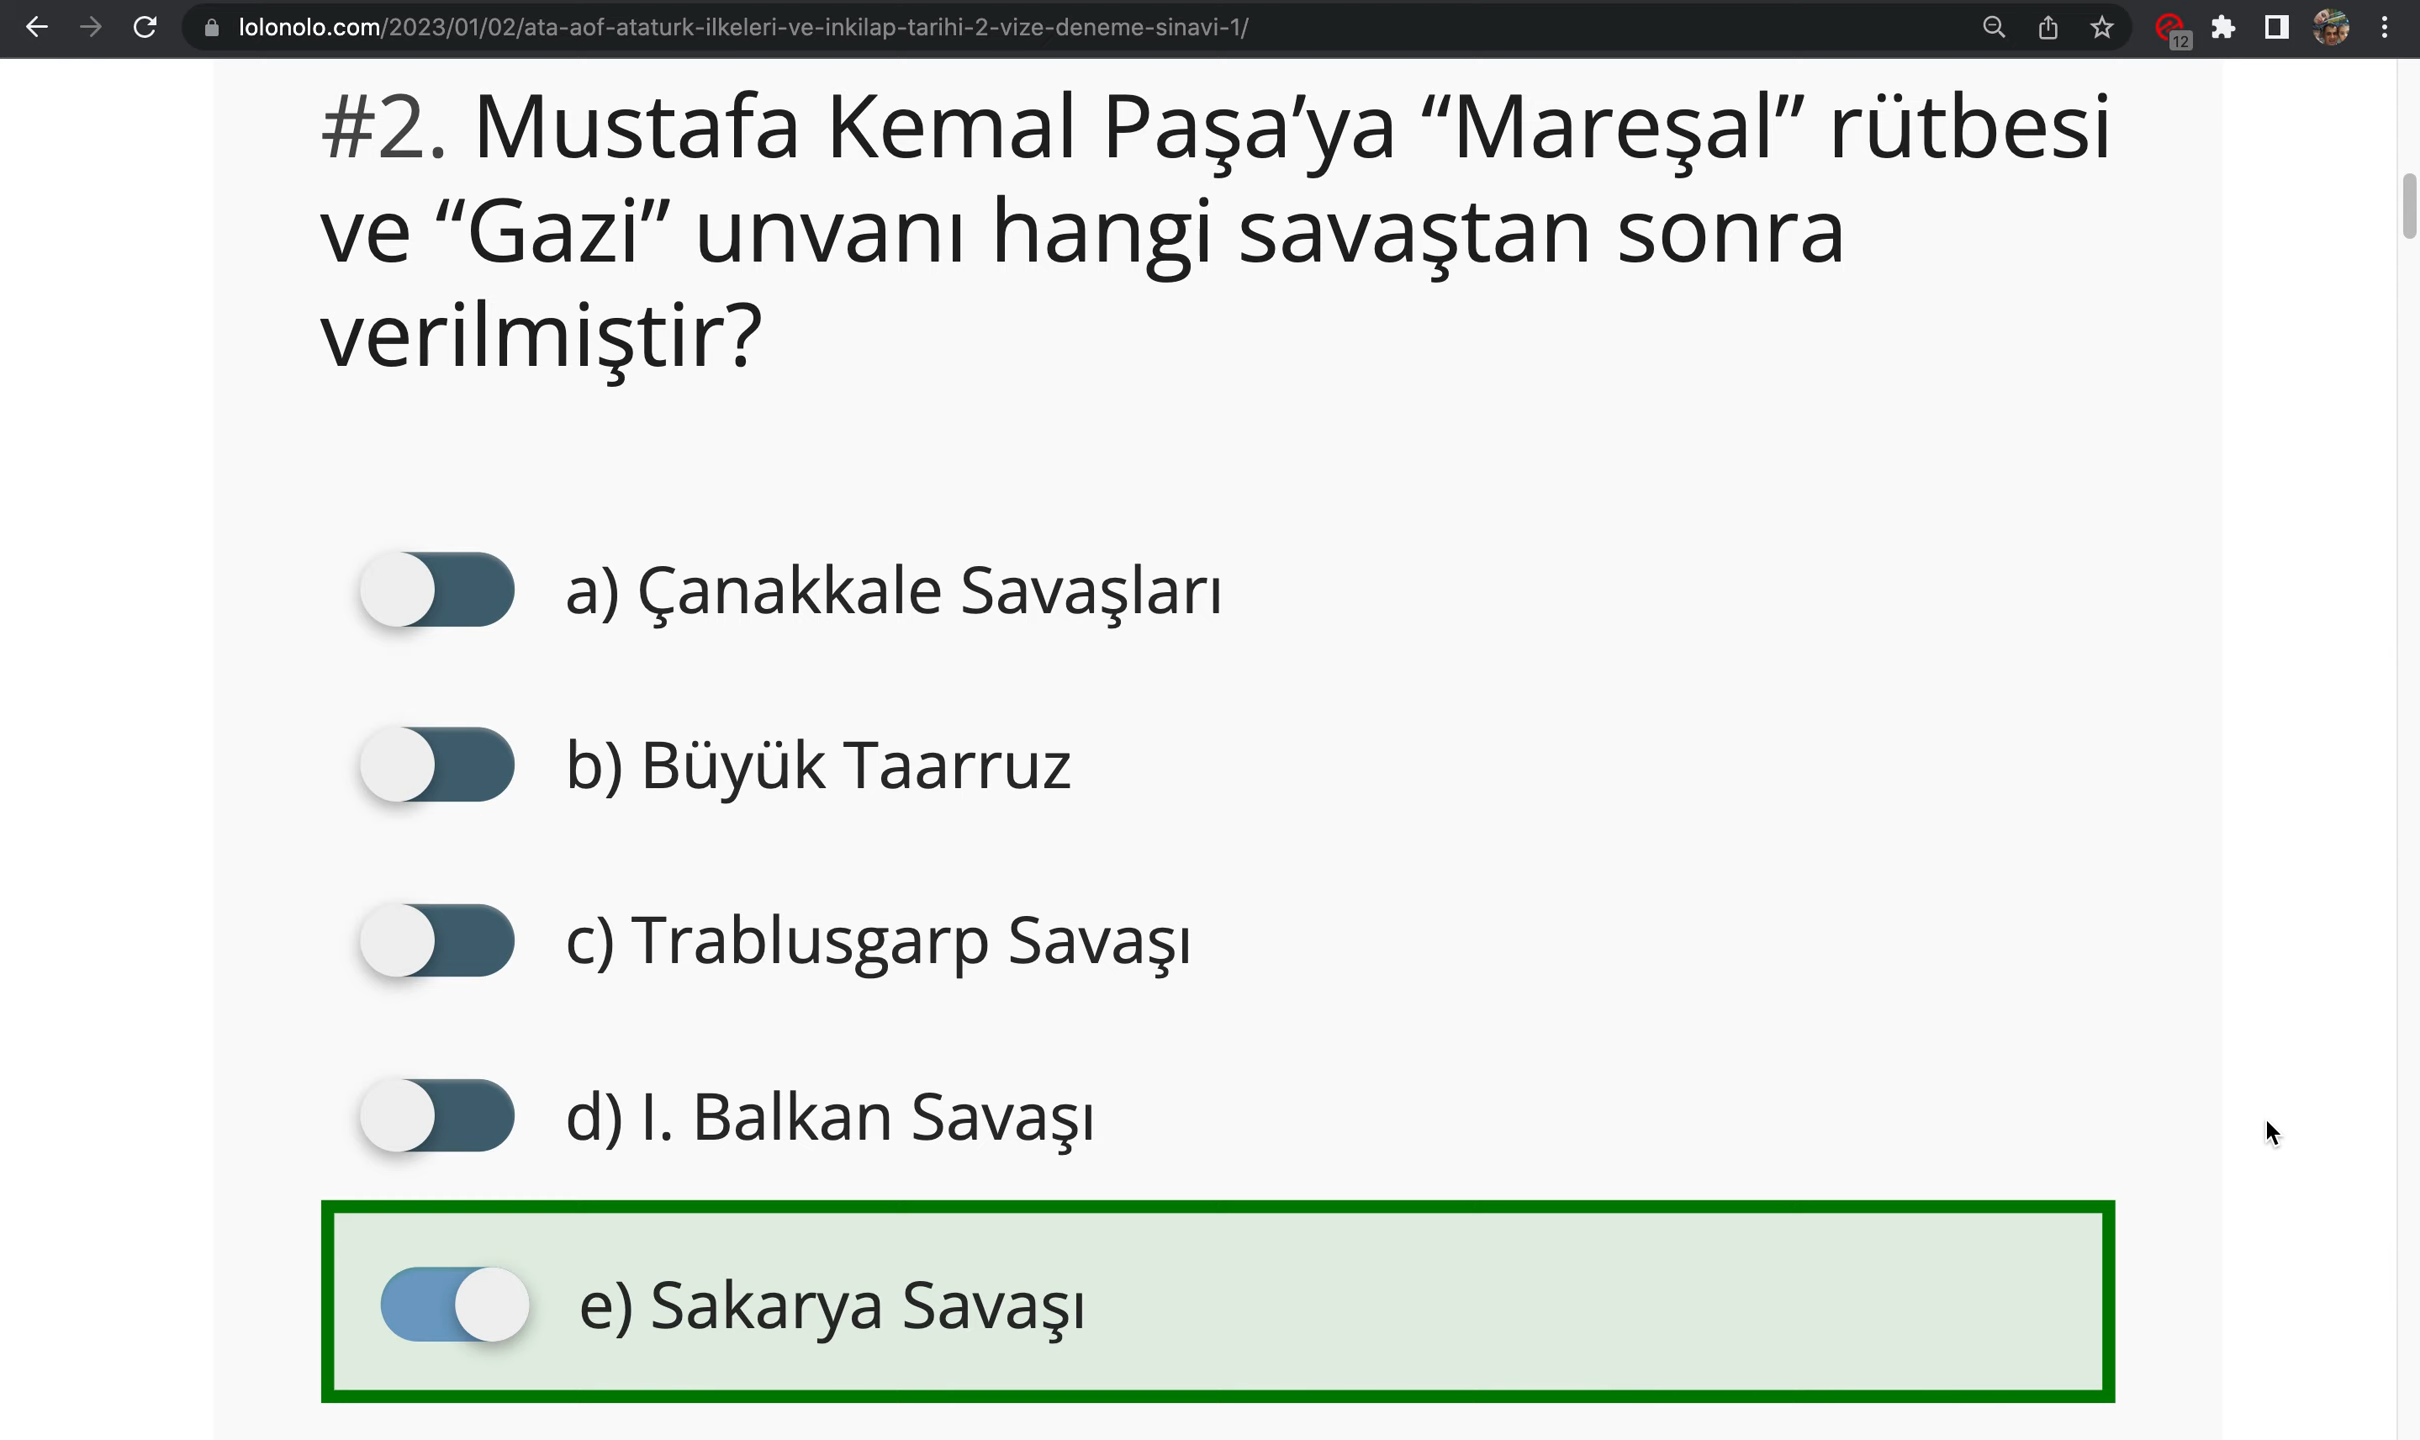 lolonolo.com/2023/01/02/ata-aof-ataturk-ilkeleri-ve-inkilap-tarihi-2-vize-deneme-sinavi-1/
12
#2. Mustafa Kemal Paşa’ya “Mareşal” rütbesi
ve “Gazi” unvanı hangi savaştan sonra
verilmiştir?
a) Çanakkale Savaşları
b) Büyük Taarruz
c) Trablusgarp Savaşı
d) I. Balkan Savaşı
e) Sakarya Savaşı